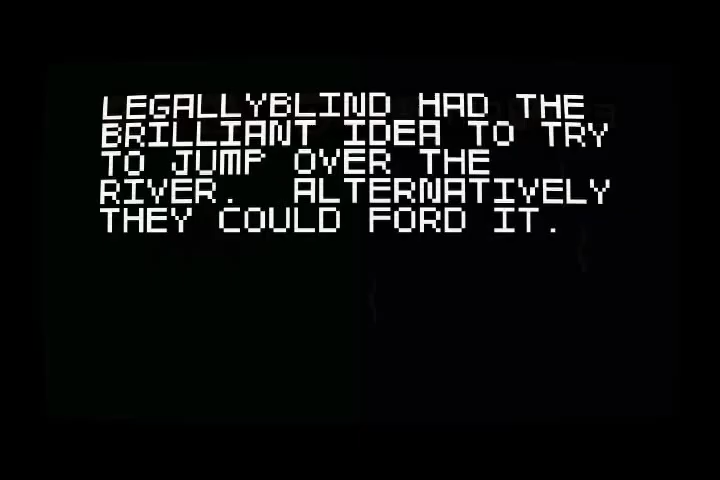 LEGALLYBLIND HAD THE
BRILLIANT IDEA TO TRY
TO JUMP OVER THE
RIVER.  ALTERNATIVELY
THEY COULD FORD IT.